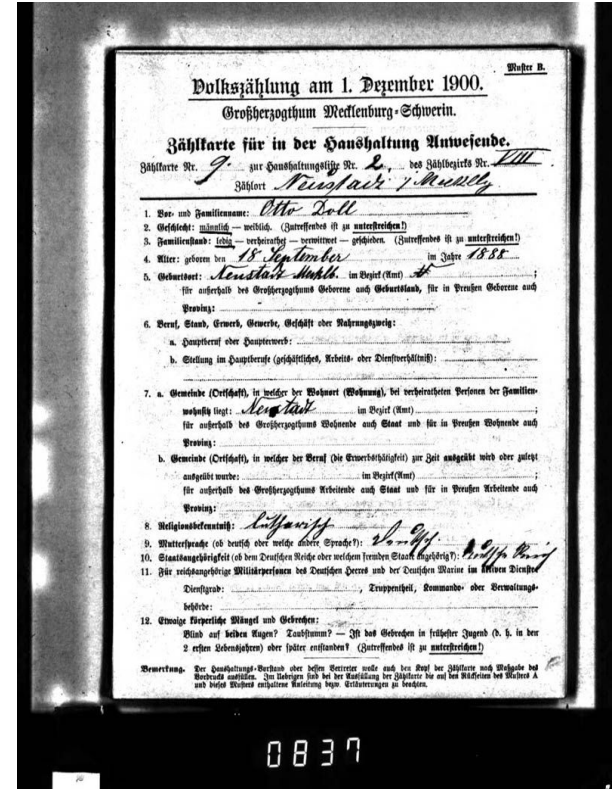 Muster B.
Volkszählung am 1. Dezember 1900.
Großherzogthum Mecklenburg-Schwerin.
Zählkarte für in der Haushaltung Anwesende.
Zählkarte Nr. 9. zur Haushaltungsliste Nr. 2. des Zählbezirks Nr. VIII
Zählort Neustadt i/Mecklbg
1. Vor- und Familienname: Otto Doll
2. Geschlecht: männlich — weiblich. (Zutreffendes ist zu unterstreichen!)
3. Familienstand: ledig — verheirathet — verwittwet — geschieden. (Zutreffendes ist zu unterstreichen!)
4. Alter: geboren den 18 September im Jahre 1888
5. Geburtsort: Neustadt Meklb. im Bezirk (Amt) ;
für außerhalb des Großherzogthums Geborene auch Geburtsland, für in Preußen Geborene auch
Provinz:
6. Beruf, Stand, Erwerb, Gewerbe, Geschäft oder Nahrungszweig:
a. Hauptberuf oder Haupterwerb:
b. Stellung im Hauptberufe (geschäftliches, Arbeits- oder Dienstverhältniß):
7. a. Gemeinde (Ortschaft), in welcher der Wohnort (Wohnung), bei verheiratheten Personen der Familien-
wohnsitz liegt: Neustadt im Bezirk (Amt) ;
für außerhalb des Großherzogthums Wohnende auch Staat und für in Preußen Wohnende auch
Provinz:
b. Gemeinde (Ortschaft), in welcher der Beruf (die Erwerbsthätigkeit) zur Zeit ausgeübt wird oder zuletzt
ausgeübt wurde: im Bezirk (Amt) ;
für außerhalb des Großherzogthums Arbeitende auch Staat und für in Preußen Arbeitende auch
Provinz:
8. Religionsbekenntniß: lutherisch
9. Muttersprache (ob deutsch oder welche andere Sprache?): Deutsch
10. Staatsangehörigkeit (ob dem Deutschen Reiche oder welchem fremden Staate angehörig?): Deutsche Reich
11. Für reichsangehörige Militärpersonen des Deutschen Heeres und der Deutschen Marine im aktiven Dienste:
Dienstgrad: , Truppentheil, Kommando- oder Verwaltungs-
behörde:
12. Etwaige körperliche Mängel und Gebrechen:
Blind auf beiden Augen? Taubstumm? — Ist das Gebrechen in frühester Jugend (d. h. in den
2 ersten Lebensjahren) oder später entstanden? (Zutreffendes ist zu unterstreichen!)
Bemerkung. Der Haushaltungs-Vorstand oder dessen Vertreter wolle auch den Kopf der Zählkarte nach Maßgabe des
Vordrucks ausfüllen. Im Uebrigen sind bei der Ausfüllung der Zählkarte die auf den Rückseiten des Musters A
und dieses Musters enthaltene Anleitung bezw. Erläuterungen zu beachten.
0837